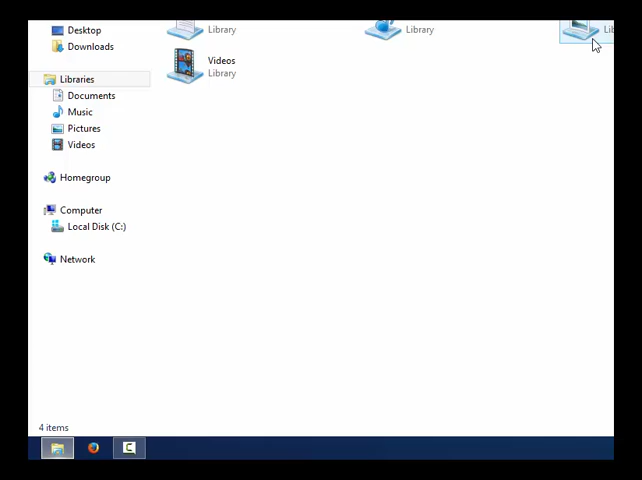 Desktop
Library
Library
Lib
Downloads
Videos
Library
Libraries
Documents
Music
Pictures
Videos
Homegroup
Computer
Local Disk (C:)
Network
4 items